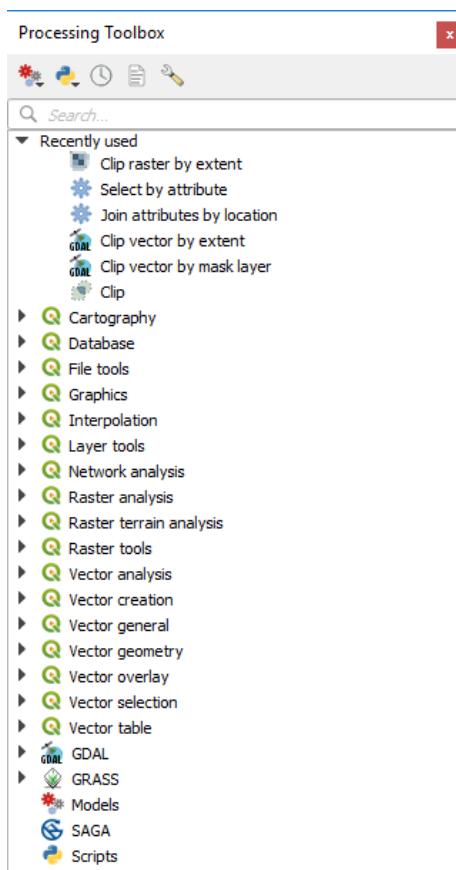 Processing Toolbox
x
Search...
Recently used
Clip raster by extent
Select by attribute
Join attributes by location
GDAL Clip vector by extent
GDAL Clip vector by mask layer
Clip
Cartography
Database
File tools
Graphics
Interpolation
Layer tools
Network analysis
Raster analysis
Raster terrain analysis
Raster tools
Vector analysis
Vector creation
Vector general
Vector geometry
Vector overlay
Vector selection
Vector table
GDAL GDAL
GRASS
Models
SAGA
Scripts